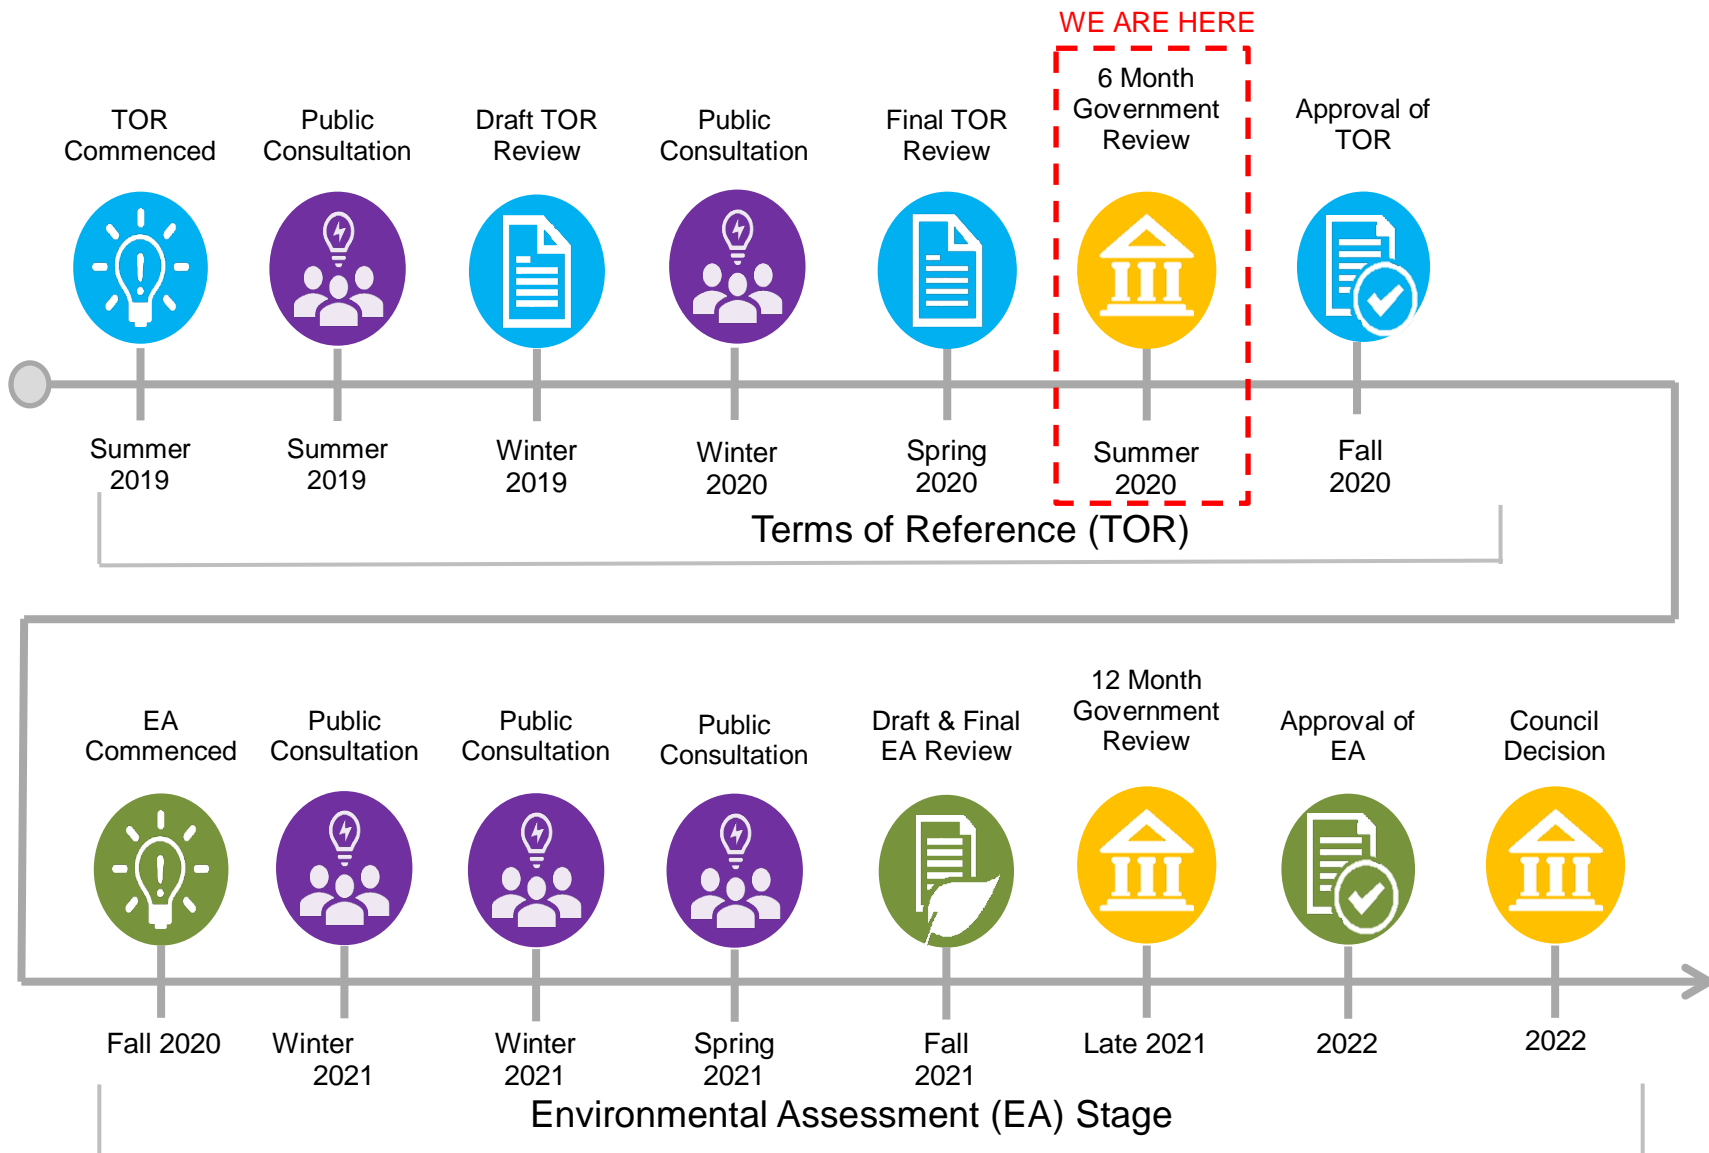 WE ARE HERE
TOR
Commenced
Public
Consultation
Draft TOR
Review
Public
Consultation
Final TOR
Review
6 Month
Government
Review
Approval of
TOR
Summer
2019
Summer
2019
Winter
2019
Winter
2020
Spring
2020
Summer
2020
Fall
2020
Terms of Reference (TOR)
EA
Commenced
Public
Consultation
Public
Consultation
Public
Consultation
Draft & Final
EA Review
12 Month
Government
Review
Approval of
EA
Council
Decision
Fall 2020
Winter
2021
Winter
2021
Spring
2021
Fall
2021
Late 2021
2022
2022
Environmental Assessment (EA) Stage